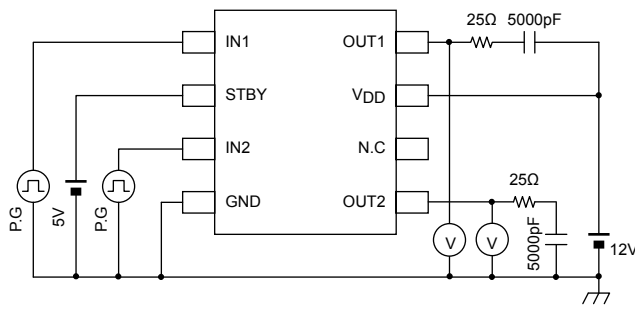 25Ω 5000pF
IN1 OUT1
STBY VDD
IN2 N.C
GND OUT2
25Ω
P.G
5V
P.G
V
V
5000pF
12V